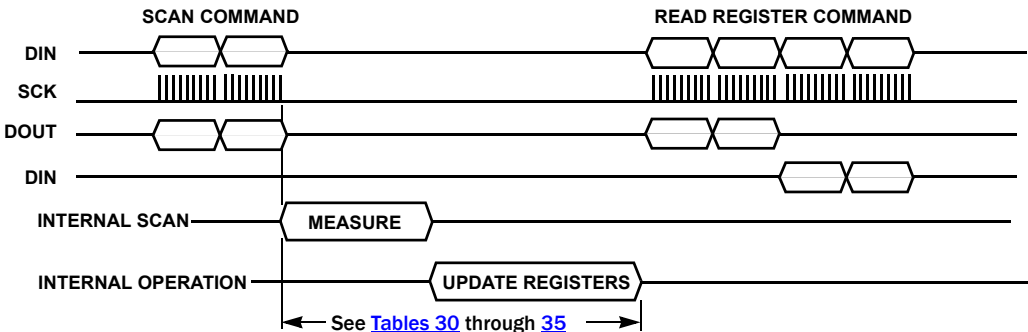 SCAN COMMAND
READ REGISTER COMMAND
DIN
SCK
DOUT
DIN
INTERNAL SCAN
MEASURE
INTERNAL OPERATION
UPDATE REGISTERS
See Tables 30 through 35